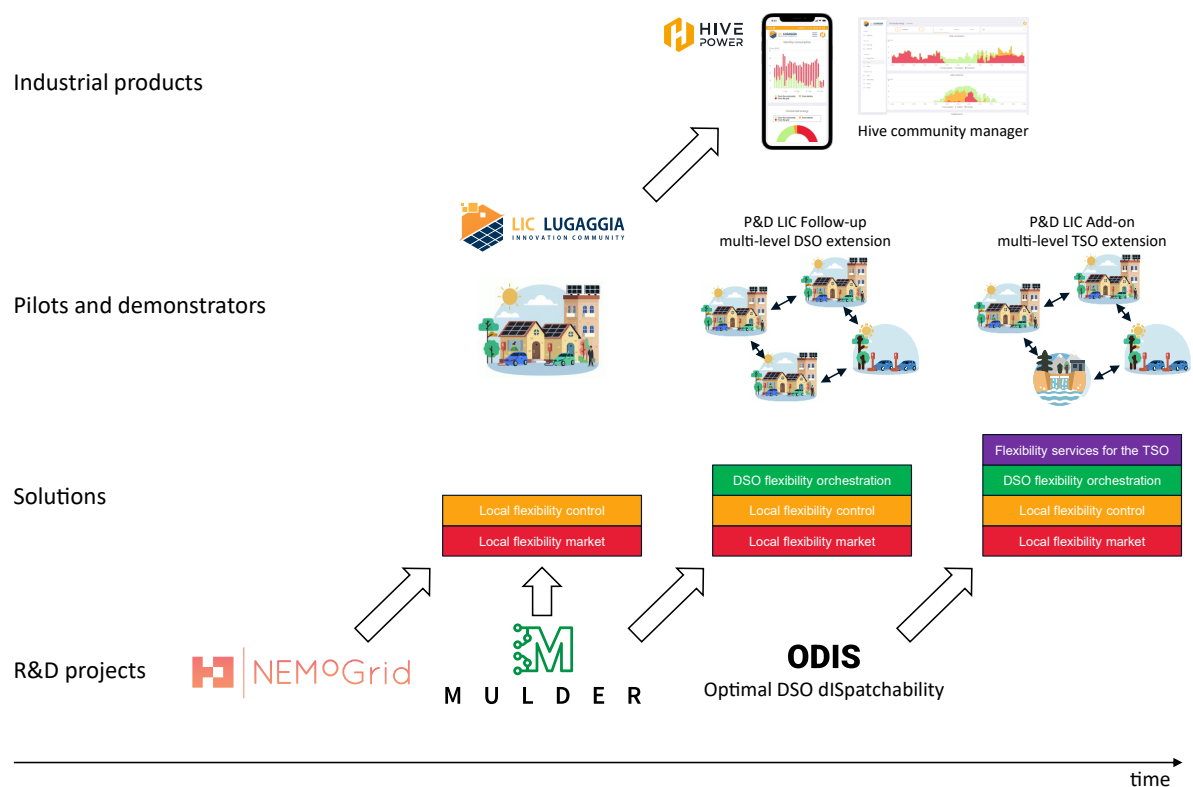 HIVE
POWER
Industrial products
Hive community manager
LIC LUGAGGIA
INNOVATION COMMUNITY
P&D LIC Follow-up
multi-level DSO extension
P&D LIC Add-on
multi-level TSO extension
Pilots and demonstrators
Solutions
Local flexibility control
Local flexibility market
DSO flexibility orchestration
Local flexibility control
Local flexibility market
Flexibility services for the TSO
DSO flexibility orchestration
Local flexibility control
Local flexibility market
R&D projects
NEMoGrid
M
MULDER
ODIS
Optimal DSO dISpatchability
time